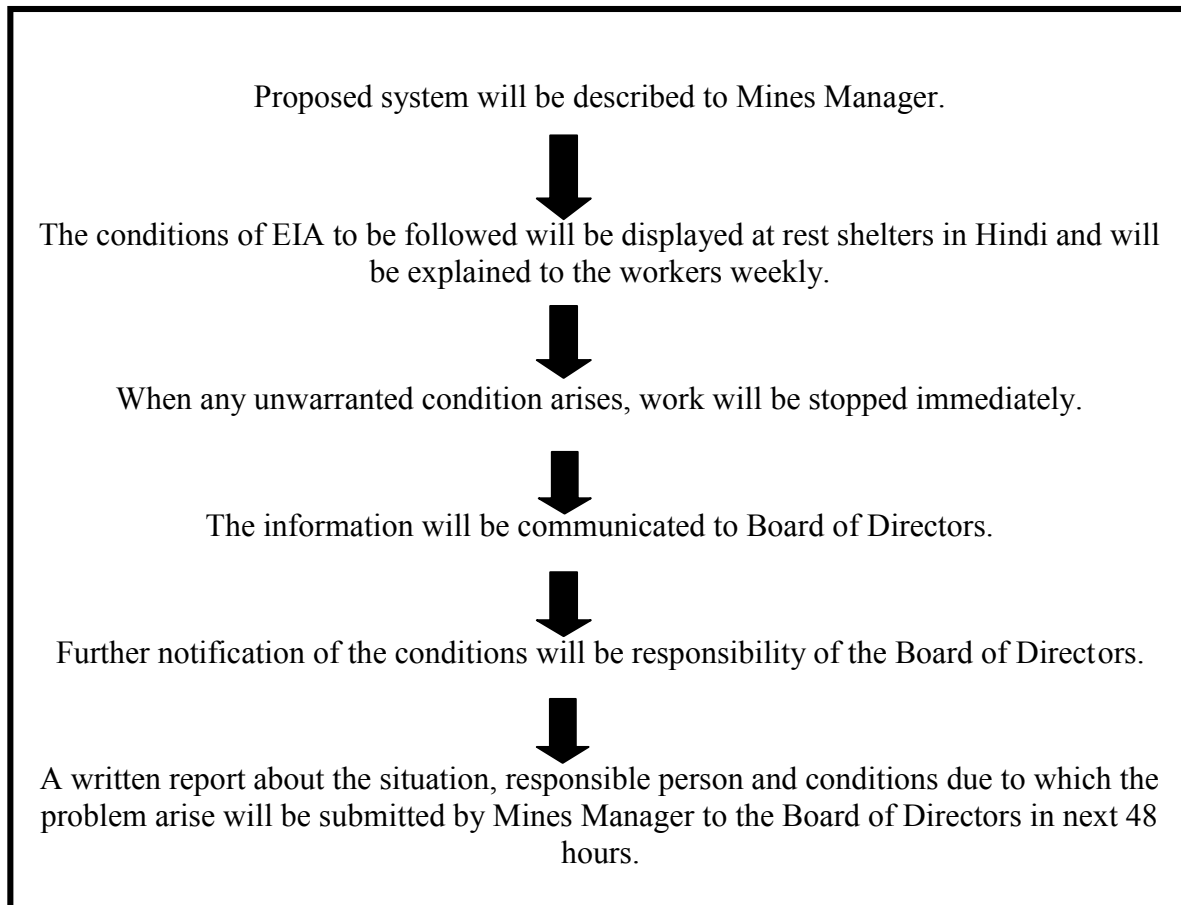 Proposed system will be described to Mines Manager.
The conditions of EIA to be followed will be displayed at rest shelters in Hindi and will
be explained to the workers weekly.
When any unwarranted condition arises, work will be stopped immediately.
The information will be communicated to Board of Directors.
Further notification of the conditions will be responsibility of the Board of Directors.
A written report about the situation, responsible person and conditions due to which the
problem arise will be submitted by Mines Manager to the Board of Directors in next 48
hours.